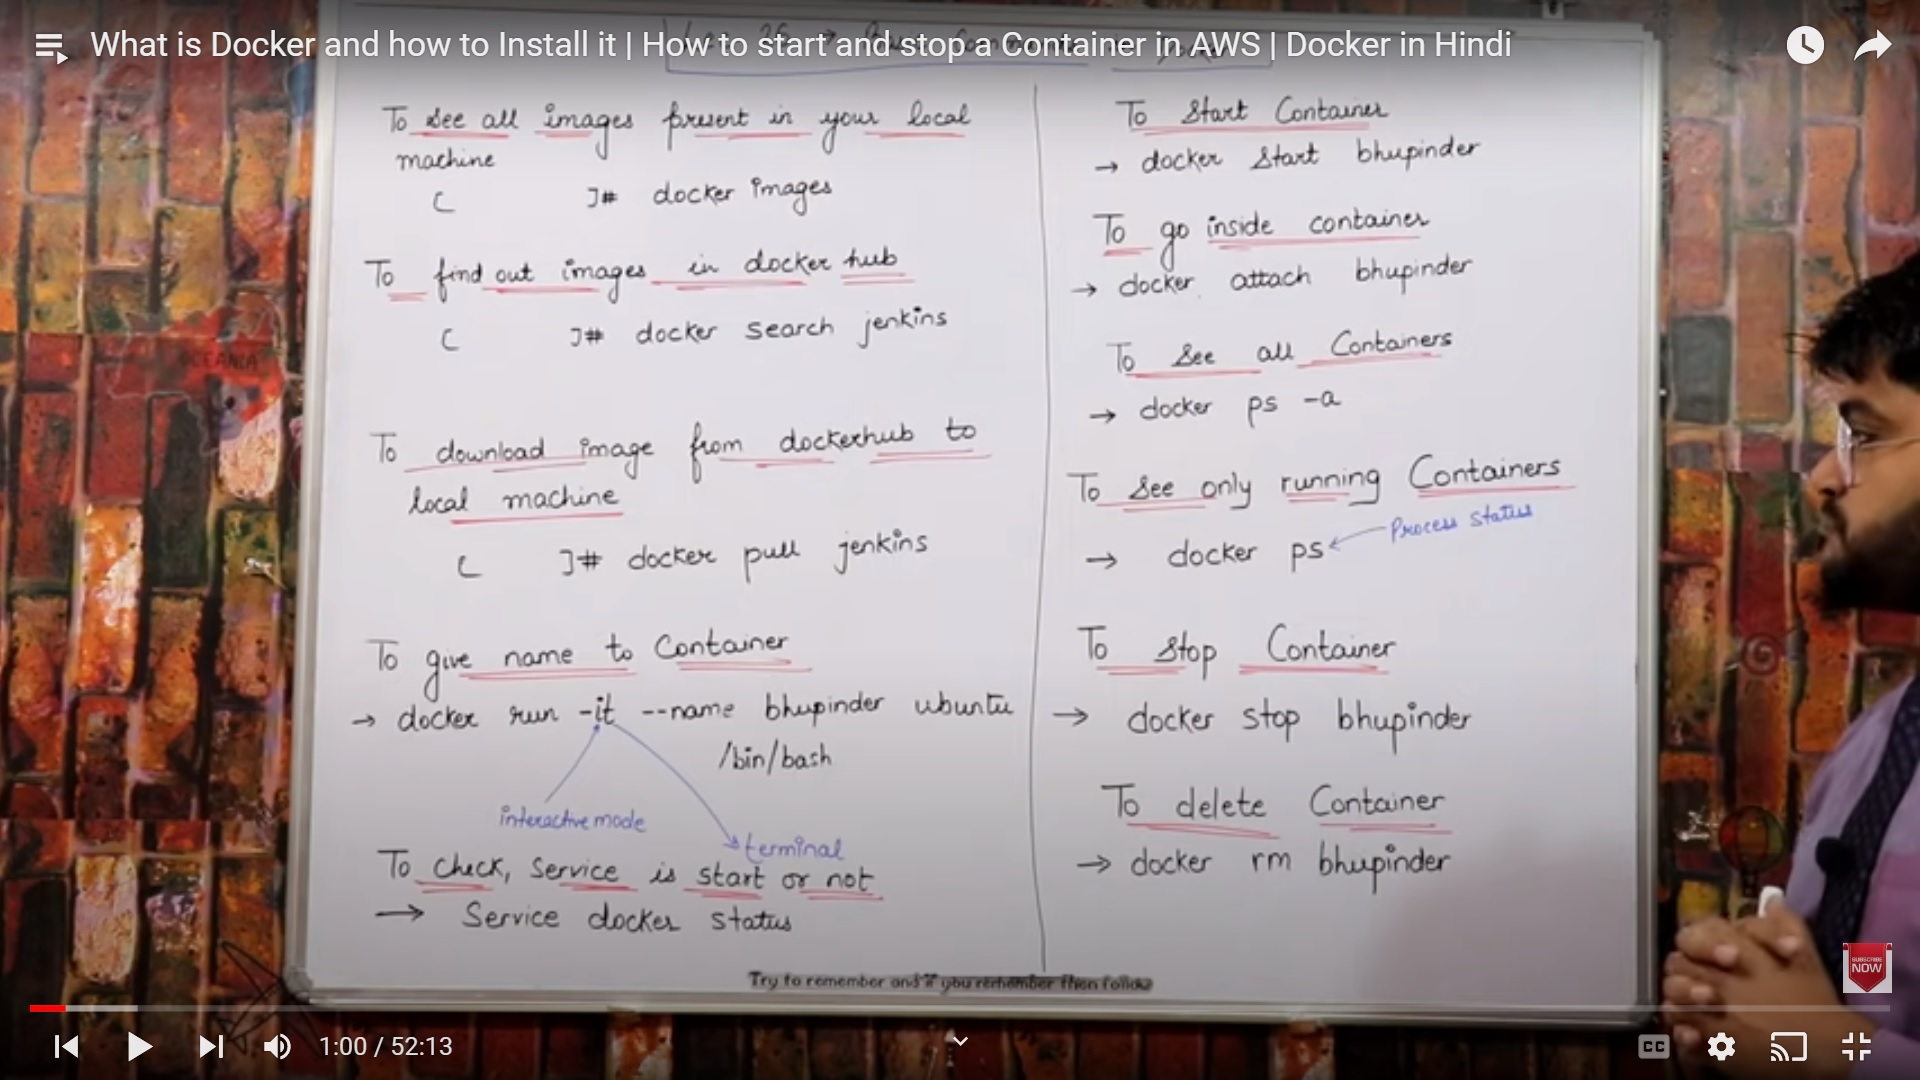 What is Docker and how to Install it | How to start and stop a Container in AWS | Docker in Hindi
To see all images present in your local
machine
[ ]# docker images
To find out images in docker hub
[ ]# docker search jenkins
To download image from dockerhub to
local machine
[ ]# docker pull jenkins
To give name to Container
→ docker run -it --name bhupinder ubuntu
/bin/bash
interactive mode
terminal
To check, service is start or not
→ Service docker status
To Start Container
→ docker start bhupinder
To go inside container
→ docker attach bhupinder
To see all Containers
→ docker ps -a
To see only running Containers
Process status
→ docker ps
To stop Container
→ docker stop bhupinder
To delete Container
→ docker rm bhupinder
OCEANIA
Try to remember and if you remember then follow
SUBSCRIBE
NOW
1:00 / 52:13
CC